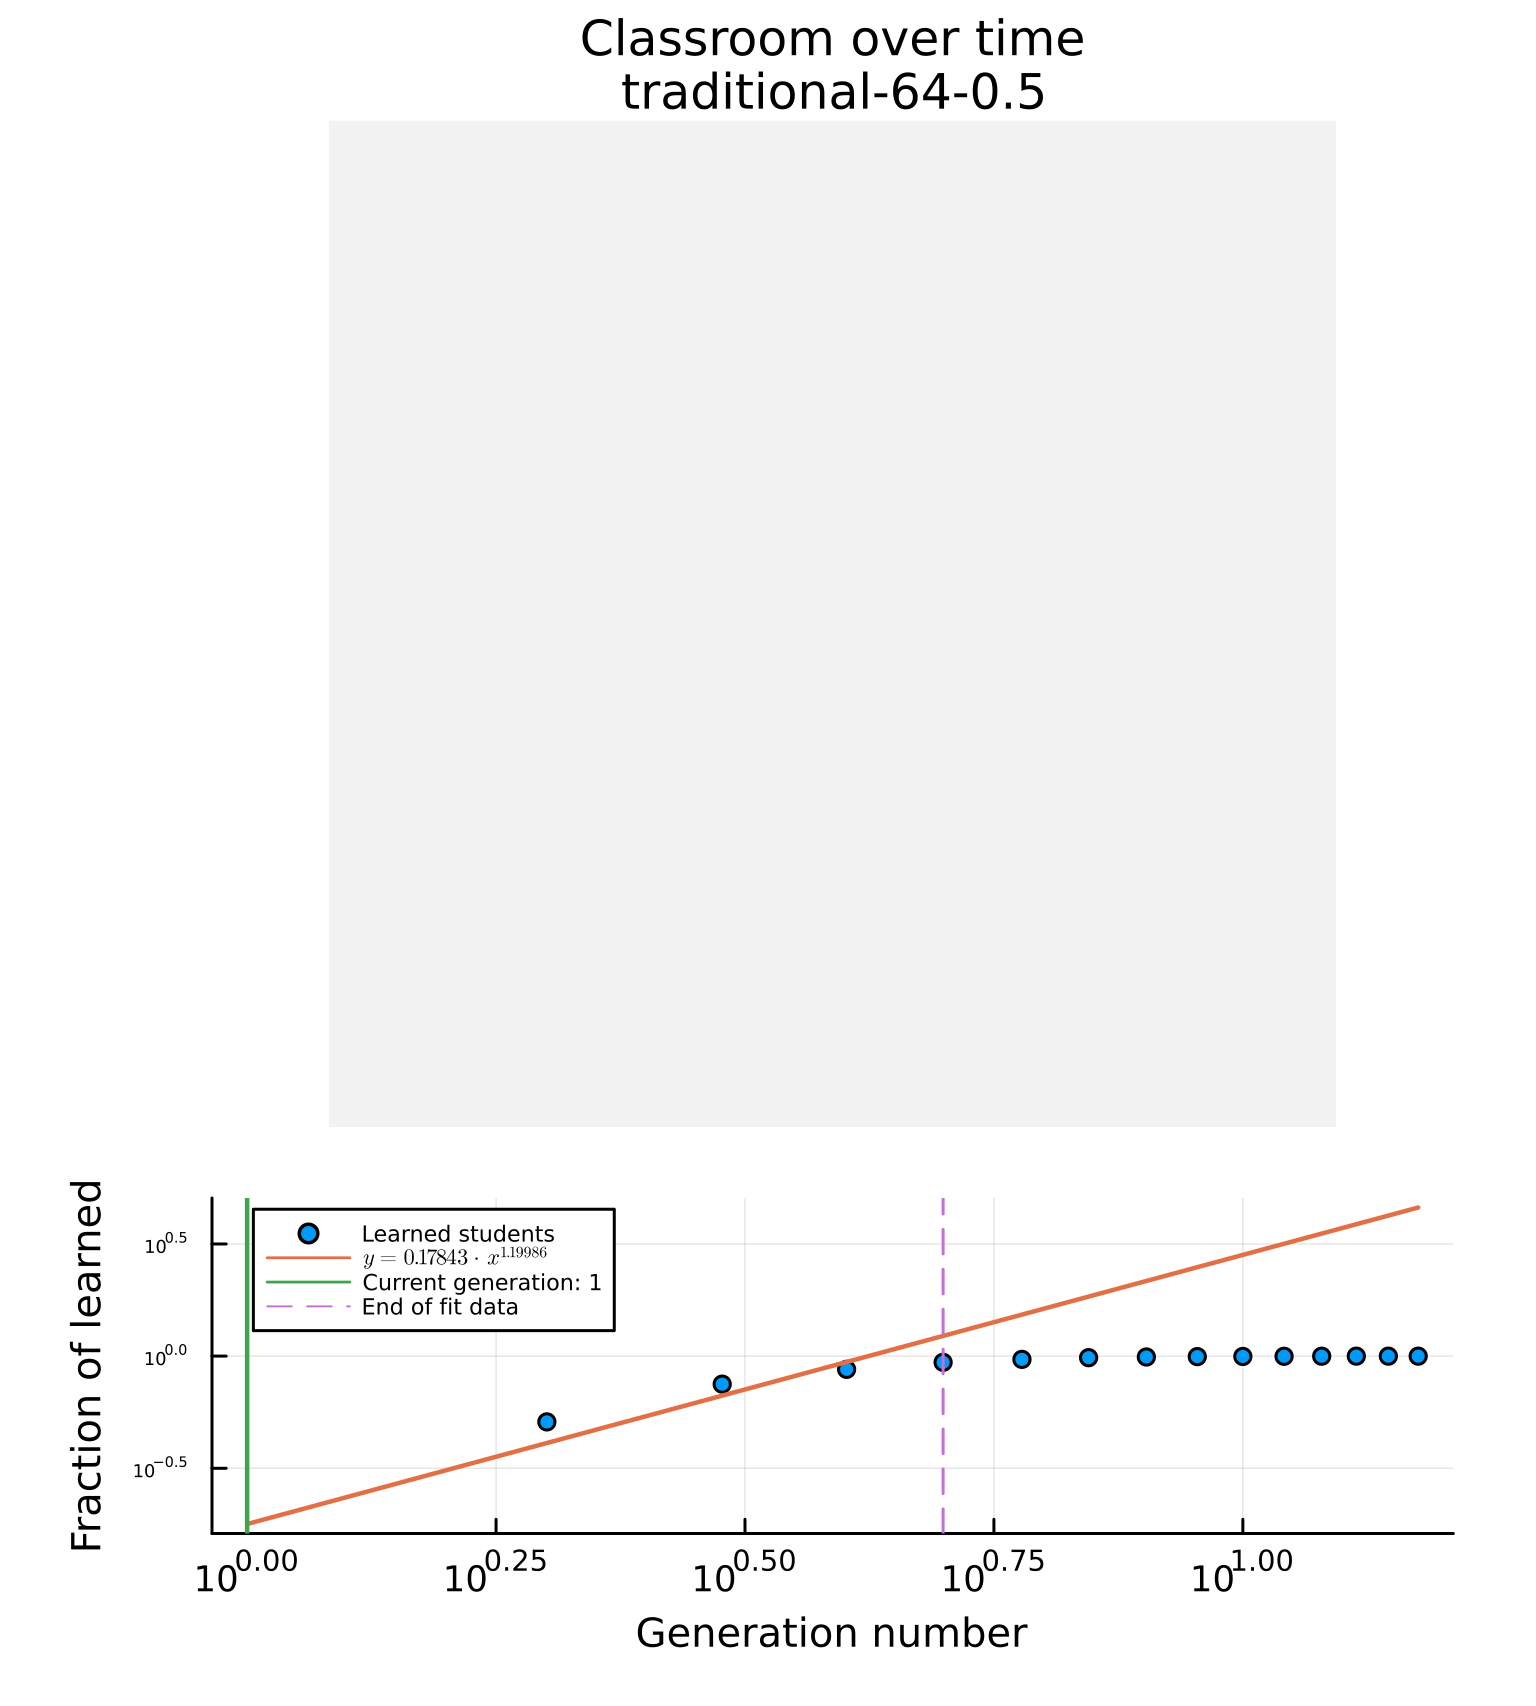 Classroom over time
traditional-64-0.5
Fraction of learned
10^0.5
10^0.0
10^−0.5
Learned students
y = 0.17843 · x^1.19986
Current generation: 1
End of fit data
10^0.00 10^0.25 10^0.50 10^0.75 10^1.00
Generation number